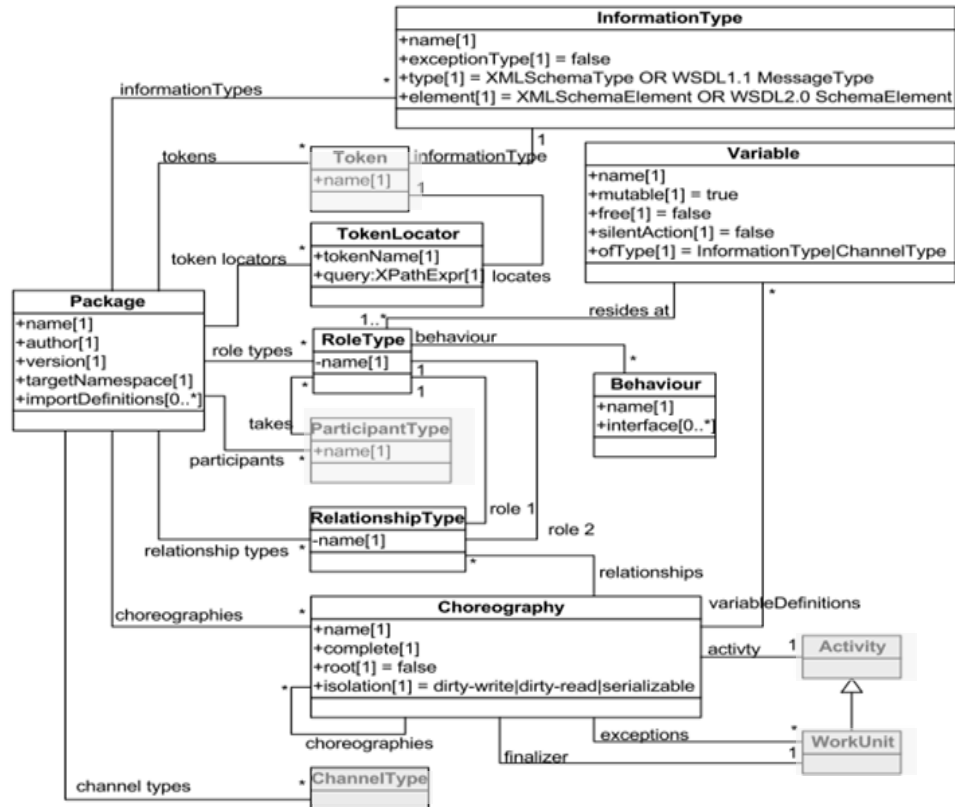 InformationType
+name[1]
+exceptionType[1] = false
+type[1] = XMLSchemaType OR WSDL1.1 MessageType
+element[1] = XMLSchemaElement OR WSDL2.0 SchemaElement
*
informationTypes
1
tokens
*
Token
+name[1]
informationType
1
Variable
+name[1]
+mutable[1] = true
+free[1] = false
+silentAction[1] = false
+ofType[1] = InformationType|ChannelType
*
TokenLocator
+tokenName[1]
+query:XPathExpr[1]
*
token locators
locates
Package
+name[1]
+author[1]
+version[1]
+targetNamespace[1]
+importDefinitions[0..*]
resides at
1..*
role types
*
RoleType
-name[1]
behaviour
1
1
*
*
Behaviour
+name[1]
+interface[0..*]
takes
ParticipantType
+name[1]
participants
*
*
role 1
RelationshipType
-name[1]
role 2
relationship types
*
*
relationships
choreographies
*
Choreography
+name[1]
+complete[1]
+root[1] = false
+isolation[1] = dirty-write|dirty-read|serializable
variableDefinitions
activty
1
Activity
*
choreographies
exceptions
*
WorkUnit
finalizer
1
channel types
*
ChannelType